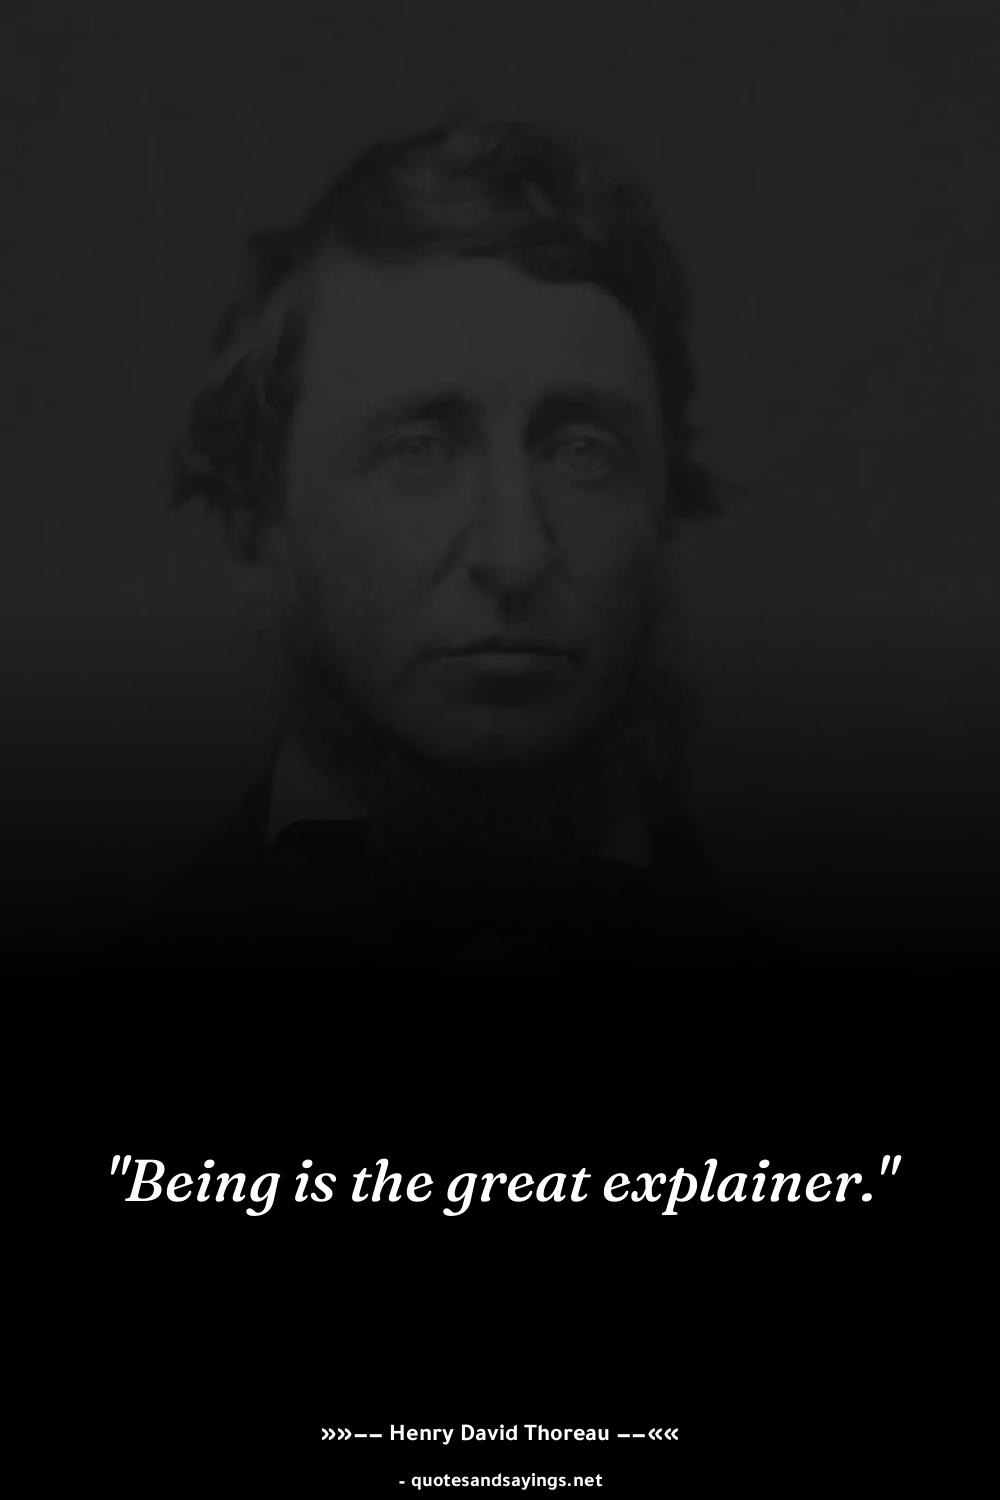 "Being is the great explainer."
»»−− Henry David Thoreau −−««
- quotesandsayings.net